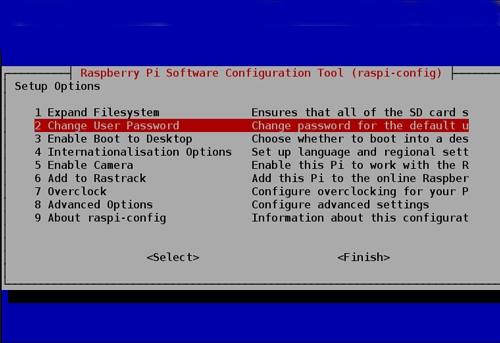 Raspberry Pi Software Configuration Tool (raspi-config)
Setup Options
1 Expand Filesystem Ensures that all of the SD card s
2 Change User Password Change password for the default u
3 Enable Boot to Desktop Choose whether to boot into a des
4 Internationalisation Options Set up language and regional sett
5 Enable Camera Enable this Pi to work with the R
6 Add to Rastrack Add this Pi to the online Raspber
7 Overclock Configure overclocking for your P
8 Advanced Options Configure advanced settings
9 About raspi-config Information about this configurat
<Select> <Finish>